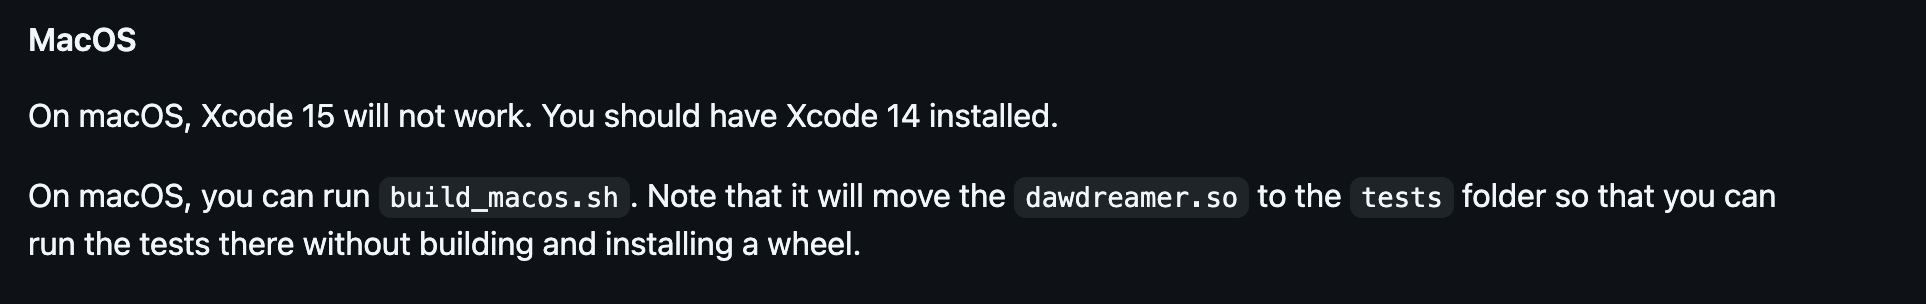 MacOS
On macOS, Xcode 15 will not work. You should have Xcode 14 installed.
On macOS, you can run build_macos.sh. Note that it will move the dawdreamer.so to the tests folder so that you can
run the tests there without building and installing a wheel.